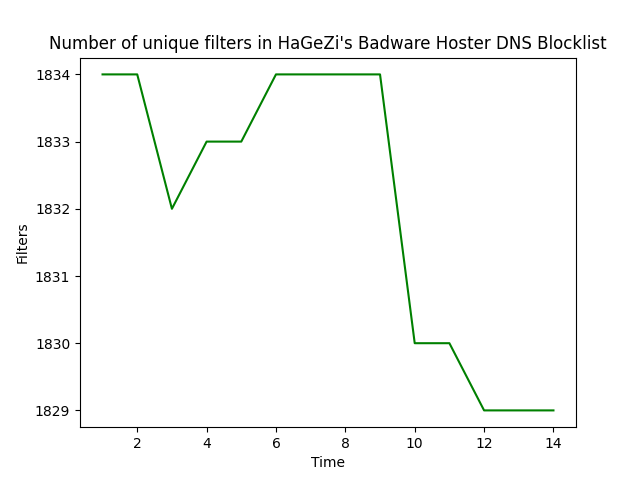 Number of unique filters in HaGeZi's Badware Hoster DNS Blocklist
1834
1833
1832
1831
1830
1829
Filters
2 4 6 8 10 12 14
Time